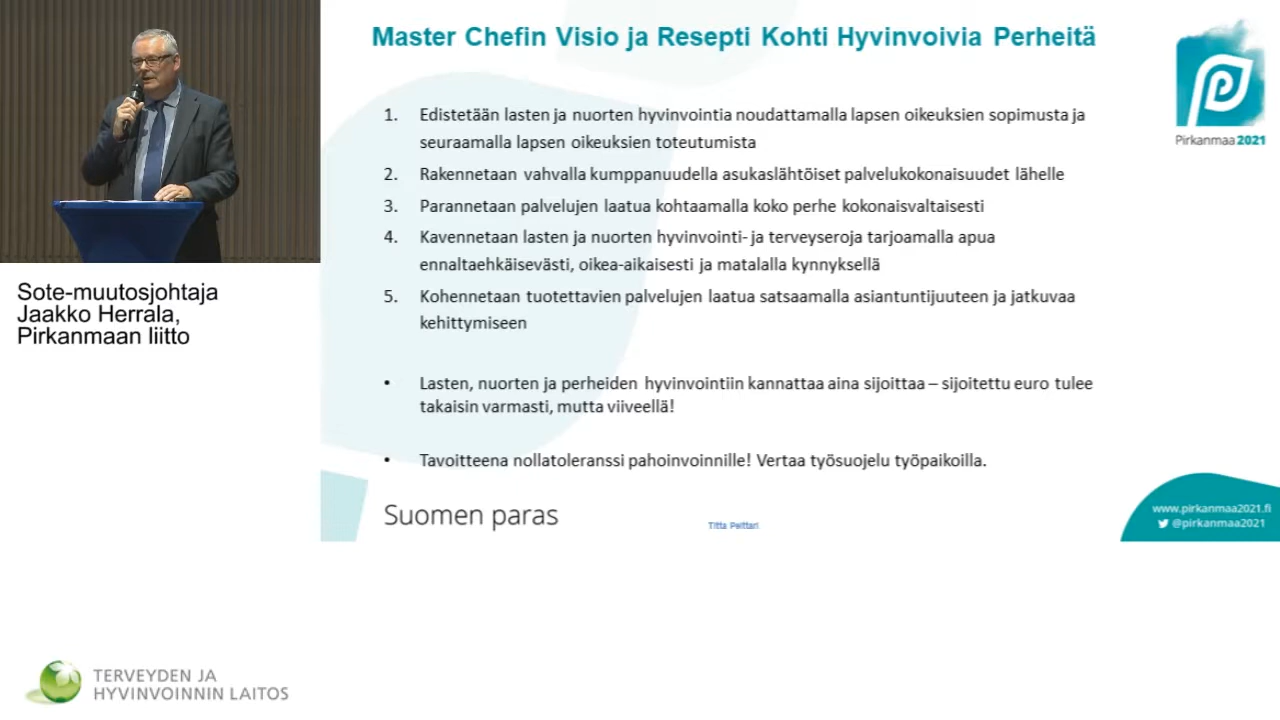 Master Chefin Visio ja Resepti Kohti Hyvinvoivia Perheitä
Pirkanmaa2021
1. Edistetään lasten ja nuorten hyvinvointia noudattamalla lapsen oikeuksien sopimusta ja
seuraamalla lapsen oikeuksien toteutumista
2. Rakennetaan vahvalla kumppanuudella asukaslähtöiset palvelukokonaisuudet lähelle
3. Parannetaan palvelujen laatua kohtaamalla koko perhe kokonaisvaltaisesti
4. Kavennetaan lasten ja nuorten hyvinvointi- ja terveyseroja tarjoamalla apua
ennaltaehkäisevästi, oikea-aikaisesti ja matalalla kynnyksellä
5. Kohennetaan tuotettavien palvelujen laatua satsaamalla asiantuntijuuteen ja jatkuvaa
kehittymiseen
• Lasten, nuorten ja perheiden hyvinvointiin kannattaa aina sijoittaa – sijoitettu euro tulee
takaisin varmasti, mutta viiveellä!
• Tavoitteena nollatoleranssi pahoinvoinnille! Vertaa työsuojelu työpaikoilla.
Suomen paras
Titta Pelttari
www.pirkanmaa2021.fi
@pirkanmaa2021
Sote-muutosjohtaja
Jaakko Herrala,
Pirkanmaan liitto
TERVEYDEN JA
HYVINVOINNIN LAITOS